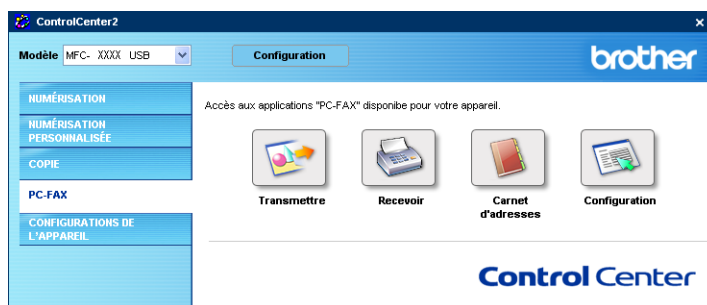 ControlCenter2
Modèle MFC- XXXX USB
Configuration
brother
NUMÉRISATION
NUMÉRISATION
PERSONNALISÉE
COPIE
PC-FAX
CONFIGURATIONS DE
L'APPAREIL
Accès aux applications "PC-FAX" disponibe pour votre appareil.
Transmettre
Recevoir
Carnet
d'adresses
Configuration
Control Center